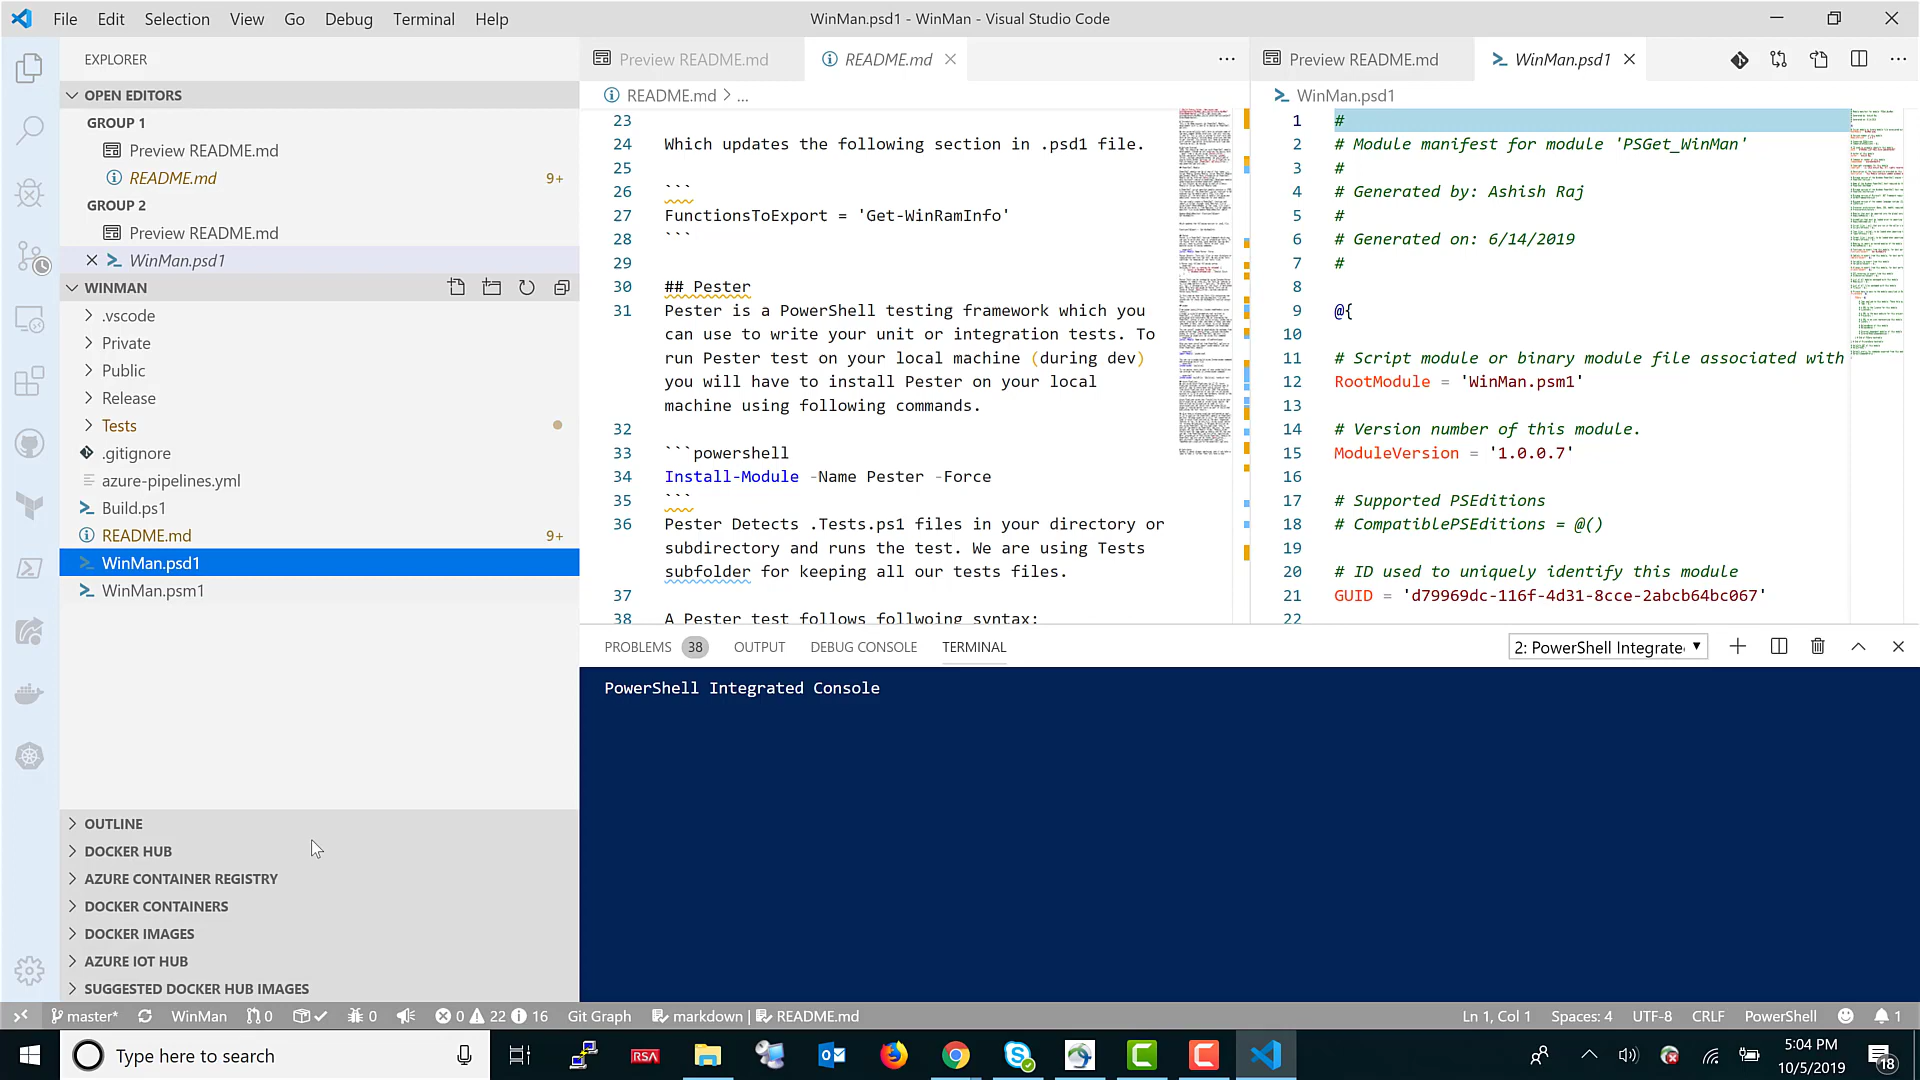 File Edit Selection View Go Debug Terminal Help
WinMan.psd1 - WinMan - Visual Studio Code
EXPLORER
OPEN EDITORS
GROUP 1
Preview README.md
README.md 9+
GROUP 2
Preview README.md
WinMan.psd1
WINMAN
.vscode
Private
Public
Release
Tests
.gitignore
azure-pipelines.yml
Build.ps1
README.md 9+
WinMan.psd1
WinMan.psm1
OUTLINE
DOCKER HUB
AZURE CONTAINER REGISTRY
DOCKER CONTAINERS
DOCKER IMAGES
AZURE IOT HUB
SUGGESTED DOCKER HUB IMAGES
Preview README.md README.md
README.md > ...
23
24 Which updates the following section in .psd1 file.
25
26 ```
27 FunctionsToExport = 'Get-WinRamInfo'
28 ```
29
30 ## Pester
31 Pester is a PowerShell testing framework which you
can use to write your unit or integration tests. To
run Pester test on your local machine (during dev)
you will have to install Pester on your local
machine using following commands.
32
33 ```powershell
34 Install-Module -Name Pester -Force
35 ```
36 Pester Detects .Tests.ps1 files in your directory or
subdirectory and runs the test. We are using Tests
subfolder for keeping all our tests files.
37
38 A Pester test follows follwoing syntax:
Preview README.md WinMan.psd1
WinMan.psd1
1 #
2 # Module manifest for module 'PSGet_WinMan'
3 #
4 # Generated by: Ashish Raj
5 #
6 # Generated on: 6/14/2019
7 #
8
9 @{
10
11 # Script module or binary module file associated with
12 RootModule = 'WinMan.psm1'
13
14 # Version number of this module.
15 ModuleVersion = '1.0.0.7'
16
17 # Supported PSEditions
18 # CompatiblePSEditions = @()
19
20 # ID used to uniquely identify this module
21 GUID = 'd79969dc-116f-4d31-8cce-2abcb64bc067'
22
PROBLEMS 38 OUTPUT DEBUG CONSOLE TERMINAL
2: PowerShell Integrate
PowerShell Integrated Console
master* WinMan 0 0 0 22 16 Git Graph markdown | README.md
Ln 1, Col 1 Spaces: 4 UTF-8 CRLF PowerShell 1
Type here to search
RSA
5:04 PM
10/5/2019
18